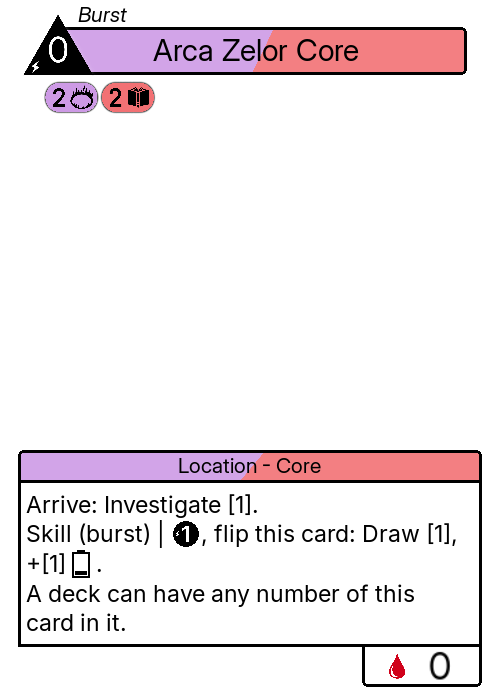 Burst
0 Arca Zelor Core
2 2
Location - Core
Arrive: Investigate [1].
Skill (burst) | 1, flip this card: Draw [1],
+[1] .
A deck can have any number of this
card in it.
0